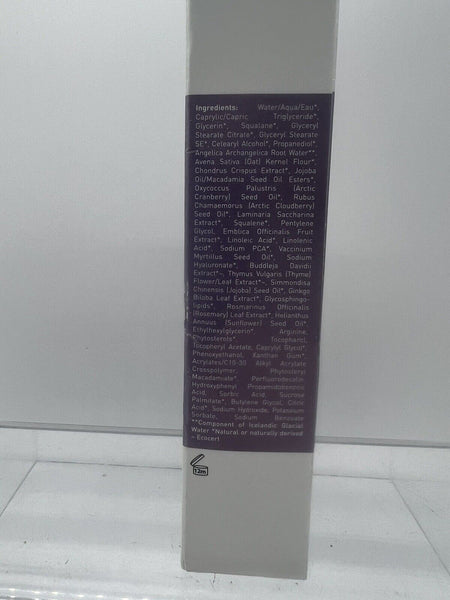 Ingredients: Water/Aqua/Eau*,
Caprylic/Capric Triglyceride*,
Glycerin*, Squalane*, Glyceryl
Stearate Citrate*, Glyceryl Stearate
SE*, Cetearyl Alcohol*, Propanediol*,
Angelica Archangelica Root Water**,
Avena Sativa (Oat) Kernel Flour*,
Chondrus Crispus Extract*, Jojoba
Oil/Macadamia Seed Oil Esters*,
Oxycoccus Palustris (Arctic
Cranberry) Seed Oil*, Rubus
Chamaemorus (Arctic Cloudberry)
Seed Oil*, Laminaria Saccharina
Extract*, Squalene*, Pentylene
Glycol, Emblica Officinalis Fruit
Extract*, Linoleic Acid*, Linolenic
Acid*, Sodium PCA*, Vaccinium
Myrtillus Seed Oil*, Sodium
Hyaluronate*, Buddleja Davidii
Extract*~, Thymus Vulgaris (Thyme)
Flower/Leaf Extract*~, Simmondisa
Chinensis (Jojoba) Seed Oil*, Ginkgo
Biloba Leaf Extract*, Glycosphingo-
lipids*, Rosmarinus Officinalis
(Rosemary) Leaf Extract*, Helianthus
Annuus (Sunflower) Seed Oil*,
Ethylhexylglycerin*, Arginine,
Phytosterols*, Tocopherol,
Tocopheryl Acetate, Caprylyl Glycol*,
Phenoxyethanol, Xanthan Gum*,
Acrylates/C10-30 Alkyl Acrylate
Crosspolymer, Phytosteryl
Macadamiate* Perfluorodecalin,
Hydroxyphenyl Propamidobenzoic
Acid, Sorbic Acid, Sucrose
Palmitate*, Butylene Glycol, Citric
Acid*, Sodium Hydroxide, Potassium
Sorbate, Sodium Benzoate
**Component of Icelandic Glacial
Water *Natural or naturally derived
~ Ecocert
12m